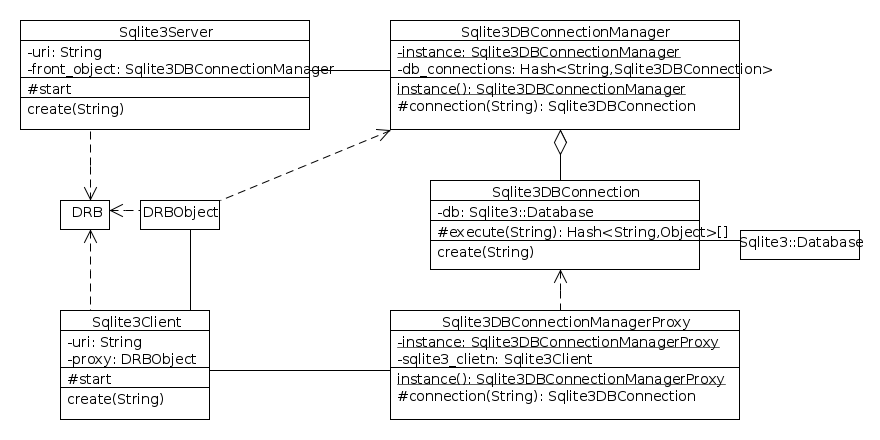 Sqlite3Server
-uri: String
-front_object: Sqlite3DBConnectionManager
#start
create(String)
Sqlite3DBConnectionManager
-instance: Sqlite3DBConnectionManager
-db_connections: Hash<String,Sqlite3DBConnection>
instance(): Sqlite3DBConnectionManager
#connection(String): Sqlite3DBConnection
DRB
DRBObject
Sqlite3DBConnection
-db: Sqlite3::Database
#execute(String): Hash<String,Object>[]
create(String)
Sqlite3::Database
Sqlite3Client
-uri: String
-proxy: DRBObject
#start
create(String)
Sqlite3DBConnectionManagerProxy
-instance: Sqlite3DBConnectionManagerProxy
-sqlite3_clietn: Sqlite3Client
instance(): Sqlite3DBConnectionManagerProxy
#connection(String): Sqlite3DBConnection